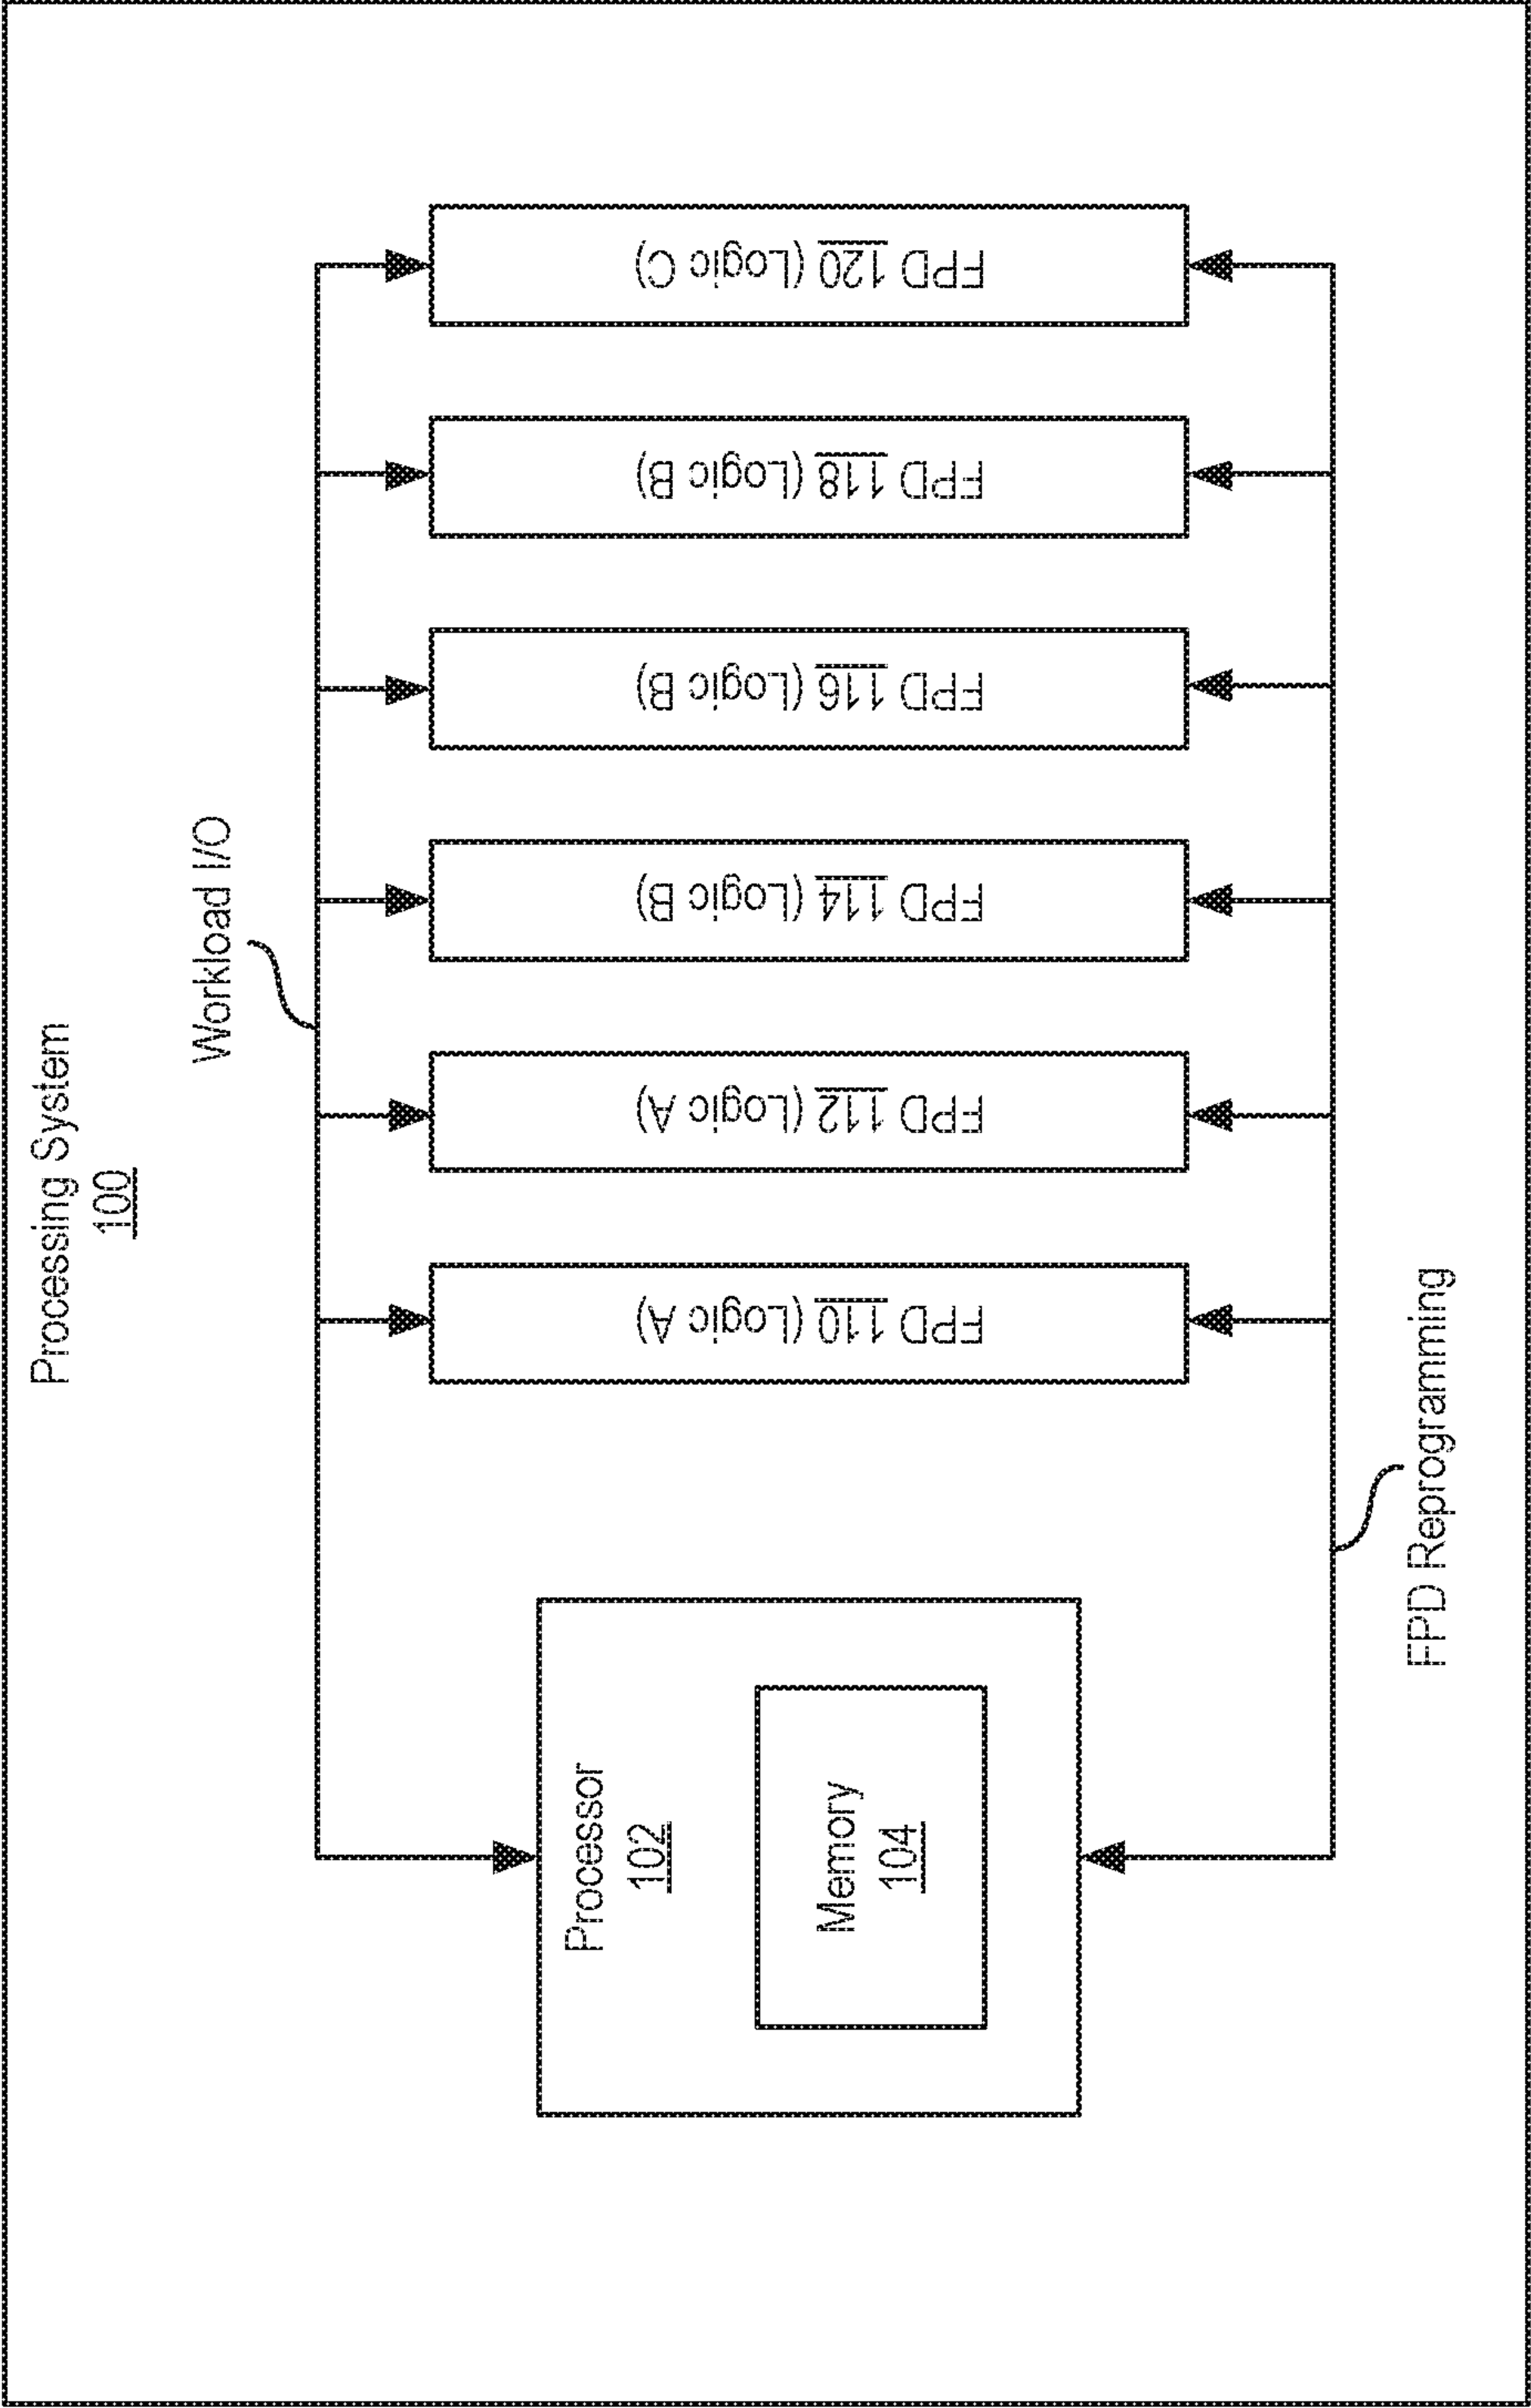 Processing System
100
Workload I/O
Processor
102
Memory
104
FPD 110 (Logic A)
FPD 112 (Logic A)
FPD 114 (Logic B)
FPD 116 (Logic B)
FPD 118 (Logic B)
FPD 120 (Logic C)
FPD Reprogramming